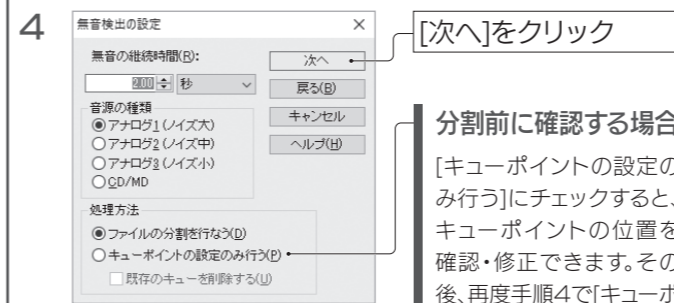 4
無音検出の設定
無音の継続時間(R):
2.00 秒
音源の種類
アナログ1(ノイズ大)
アナログ2(ノイズ中)
アナログ3(ノイズ小)
CD/MD
処理方法
ファイルの分割を行なう(D)
キューポイントの設定のみ行う(P)
既存のキューを削除する(U)
次へ
戻る(B)
キャンセル
ヘルプ(H)
[次へ]をクリック
分割前に確認する場合
[キューポイントの設定の
み行う]にチェックすると、
キューポイントの位置を
確認・修正できます。その
後、再度手順4で[キューポ